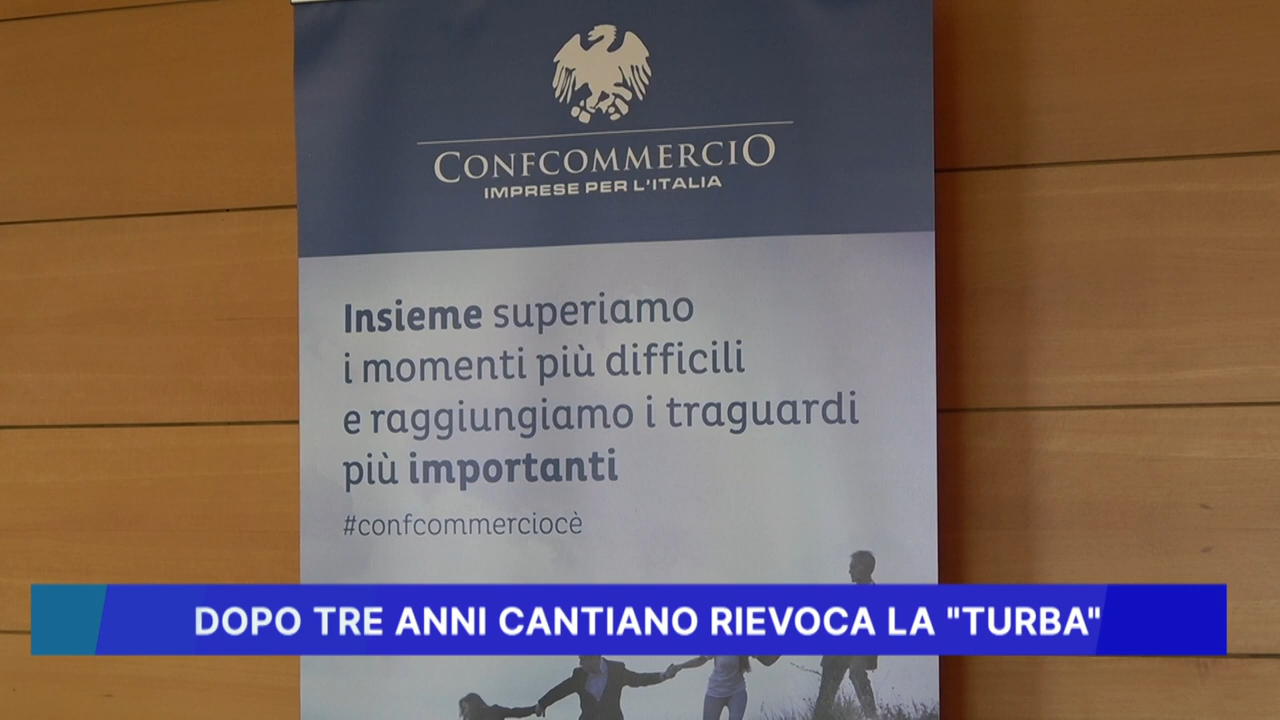 CONFCOMMERCIO
IMPRESE PER L'ITALIA
Insieme superiamo
i momenti più difficili
e raggiungiamo i traguardi
più importanti
#confcommerciocè
DOPO TRE ANNI CANTIANO RIEVOCA LA "TURBA"